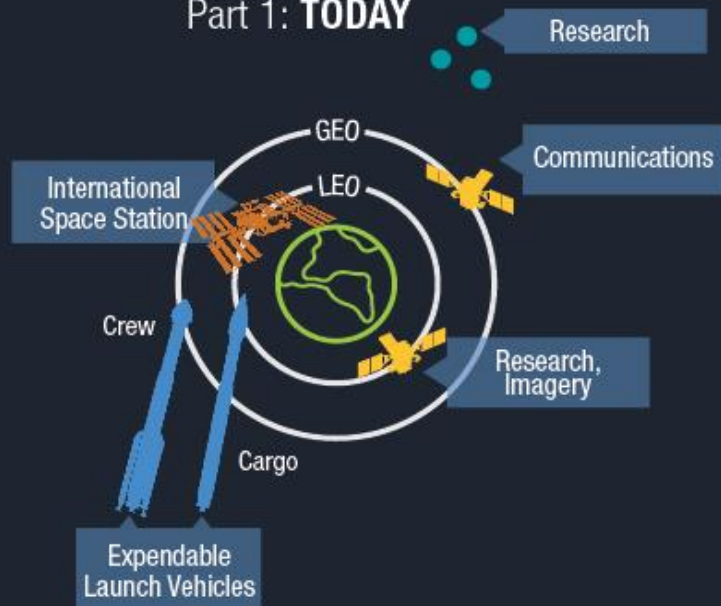 Part 1: TODAY
Research
GEO
Communications
LEO
International
Space Station
Crew
Research,
Imagery
Cargo
Expendable
Launch Vehicles